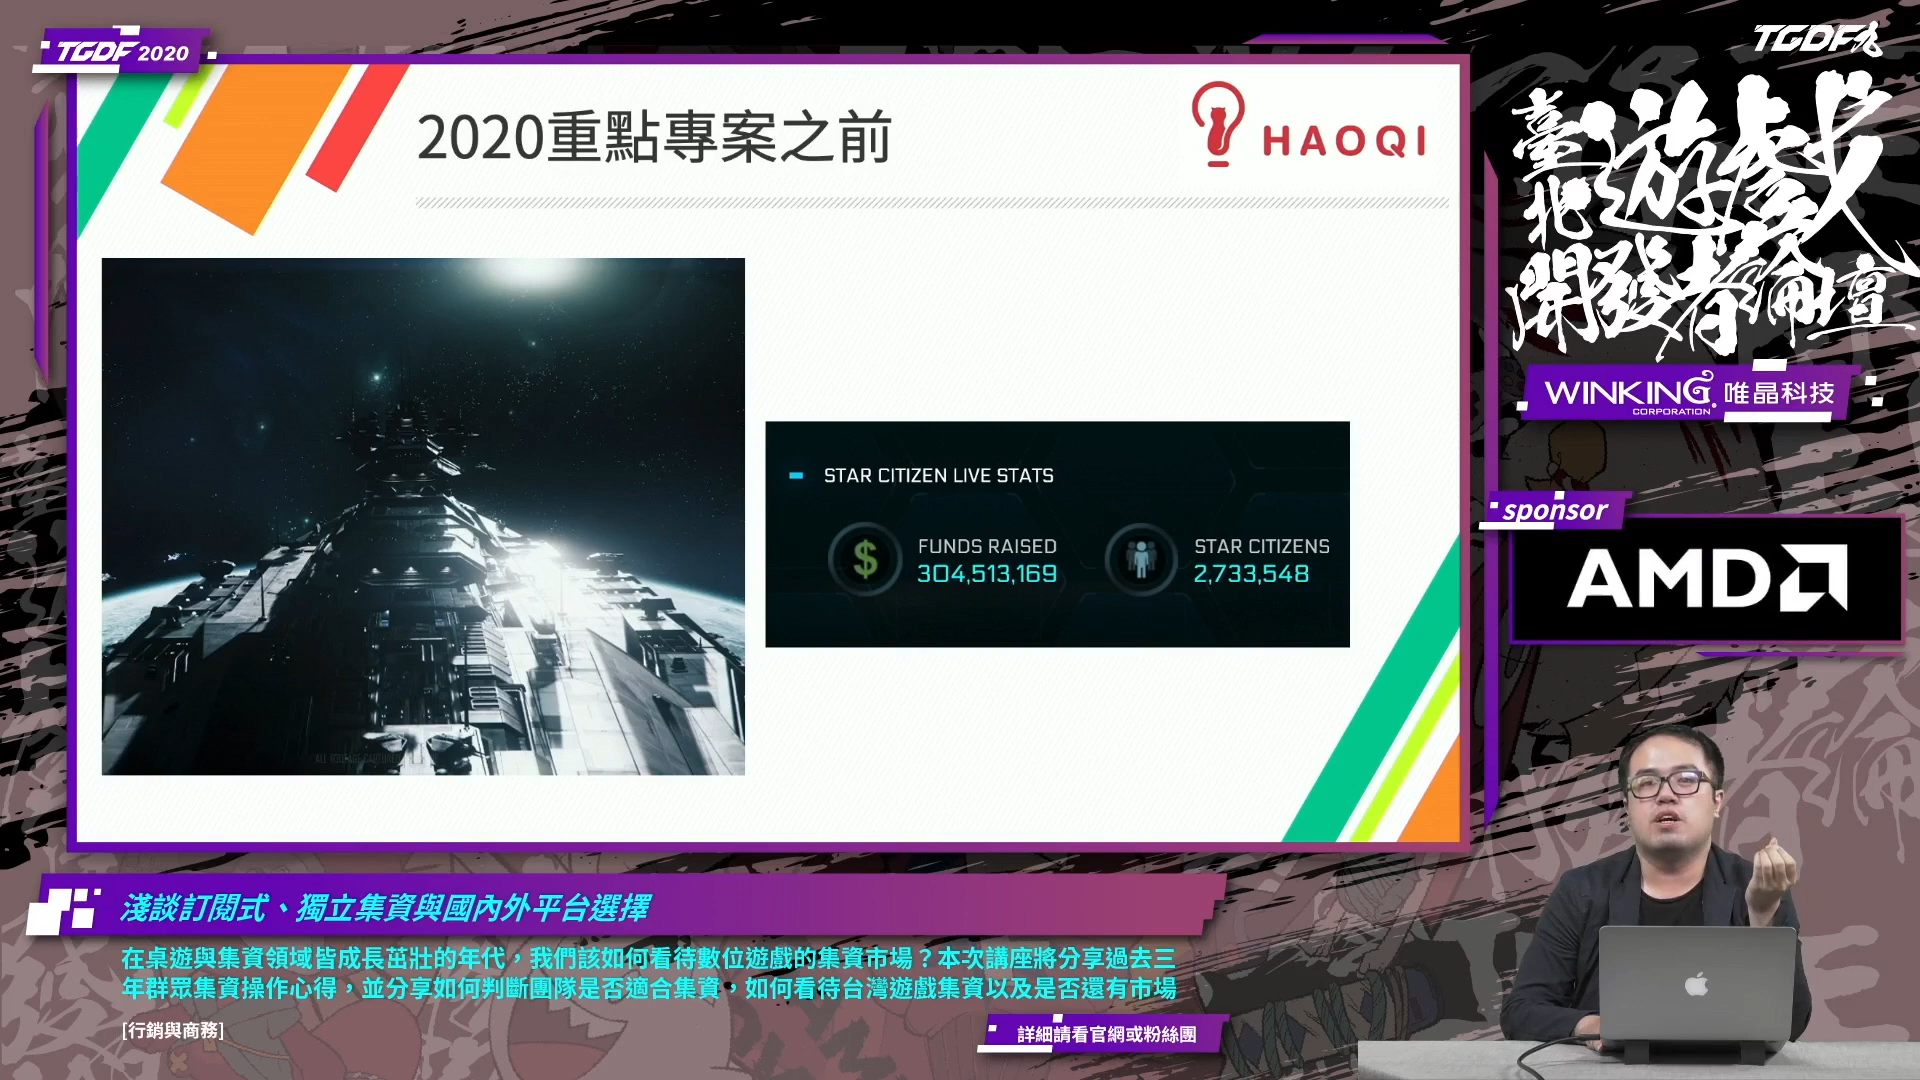 TGDF 2020
2020重點專案之前
HAOQI
STAR CITIZEN LIVE STATS
$
FUNDS RAISED
304,513,169
STAR CITIZENS
2,733,548
TGDF九
臺北遊戲
開發者論壇
WINKING CORPORATION 唯晶科技
sponsor
AMD
淺談訂閱式、獨立集資與國內外平台選擇
在桌遊與集資領域皆成長茁壯的年代，我們該如何看待數位遊戲的集資市場？本次講座將分享過去三
年群眾集資操作心得，並分享如何判斷團隊是否適合集資，如何看待台灣遊戲集資以及是否還有市場
[行銷與商務]
詳細請看官網或粉絲團